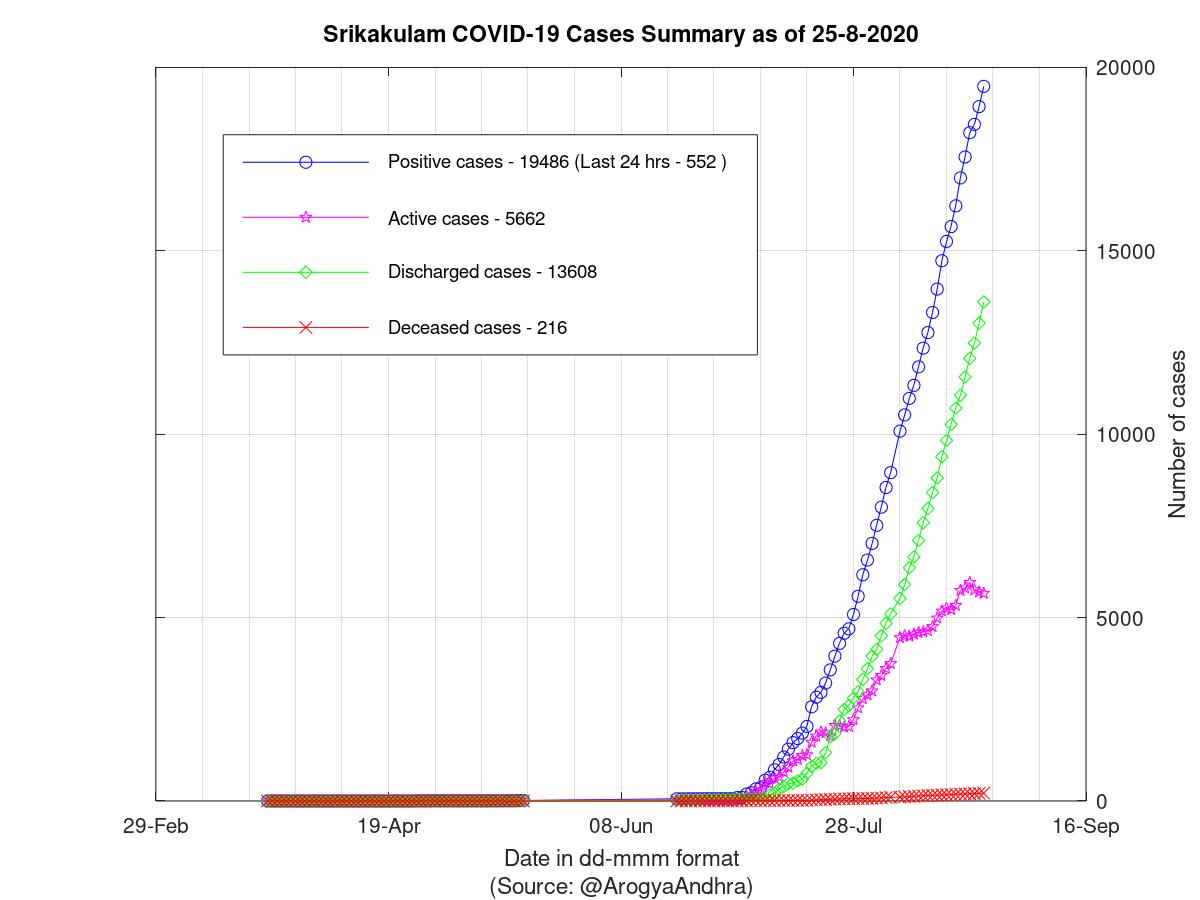 Srikakulam COVID-19 Cases Summary as of 25-8-2020
Positive cases - 19486 (Last 24 hrs - 552 )
Active cases - 5662
Discharged cases - 13608
Deceased cases - 216
20000
15000
10000
5000
0
Number of cases
29-Feb 19-Apr 08-Jun 28-Jul 16-Sep
Date in dd-mmm format
(Source: @ArogyaAndhra)